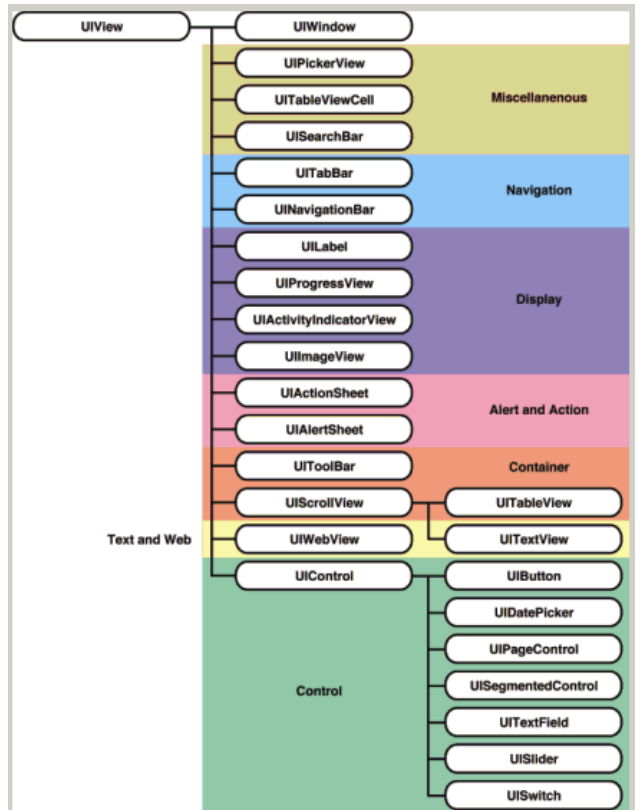 UIView
UIWindow
UIPickerView
UITableViewCell
Miscellanenous
UISearchBar
UITabBar
Navigation
UINavigationBar
UILabel
UIProgressView
Display
UIActivityIndicatorView
UIImageView
UIActionSheet
Alert and Action
UIAlertSheet
UIToolBar
Container
UIScrollView
UITableView
Text and Web
UIWebView
UITextView
UIControl
UIButton
UIDatePicker
UIPageControl
Control
UISegmentedControl
UITextField
UISlider
UISwitch